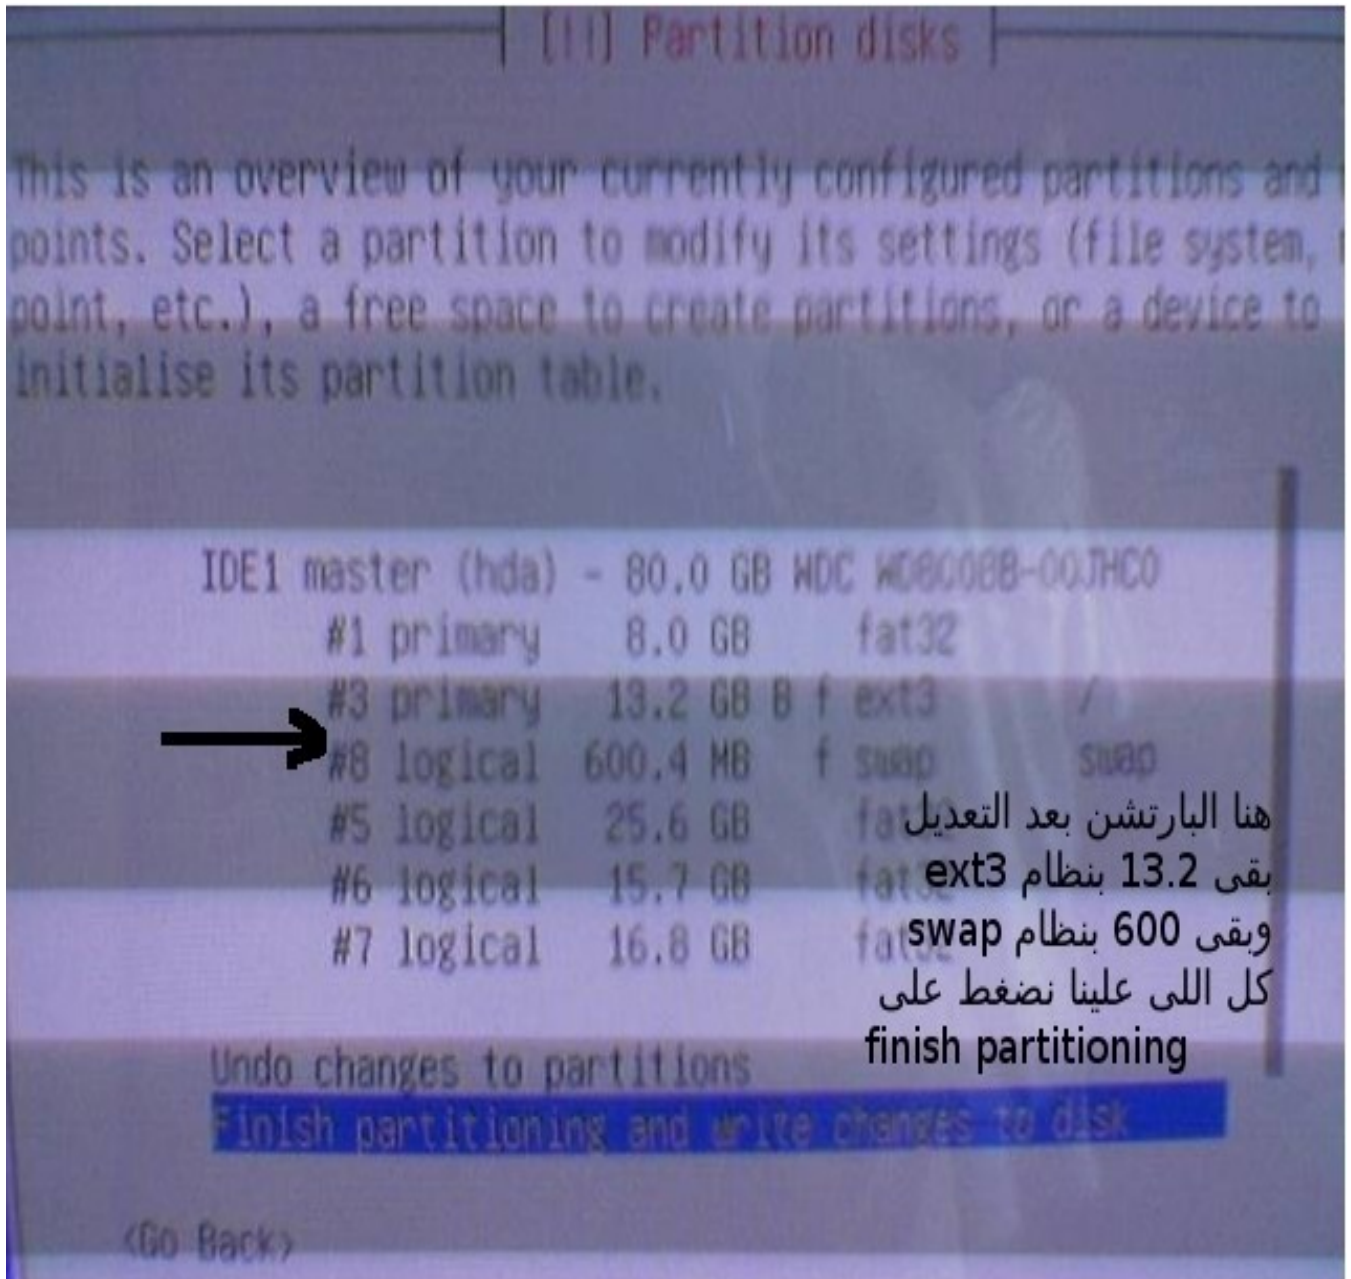 [!!] Partition disks
This is an overview of your currently configured partitions and
points. Select a partition to modify its settings (file system,
point, etc.), a free space to create partitions, or a device to
initialise its partition table.
IDE1 master (hda) - 80.0 GB WDC WD800BB-00JHC0
#1 primary 8.0 GB fat32
#3 primary 13.2 GB B f ext3 /
#8 logical 600.4 MB f swap swap
#5 logical 25.6 GB fat32
#6 logical 15.7 GB fat32
#7 logical 16.8 GB fat32
هنا البارتشن بعد التعديل
بقى 13.2 بنظام ext3
وبقى 600 بنظام swap
كل اللى علينا نضغط على
finish partitioning
Undo changes to partitions
Finish partitioning and write changes to disk
<Go Back>